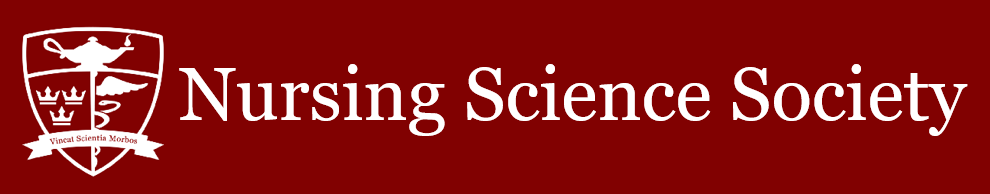 Nursing Science Society
Vincat Scientia Morbos